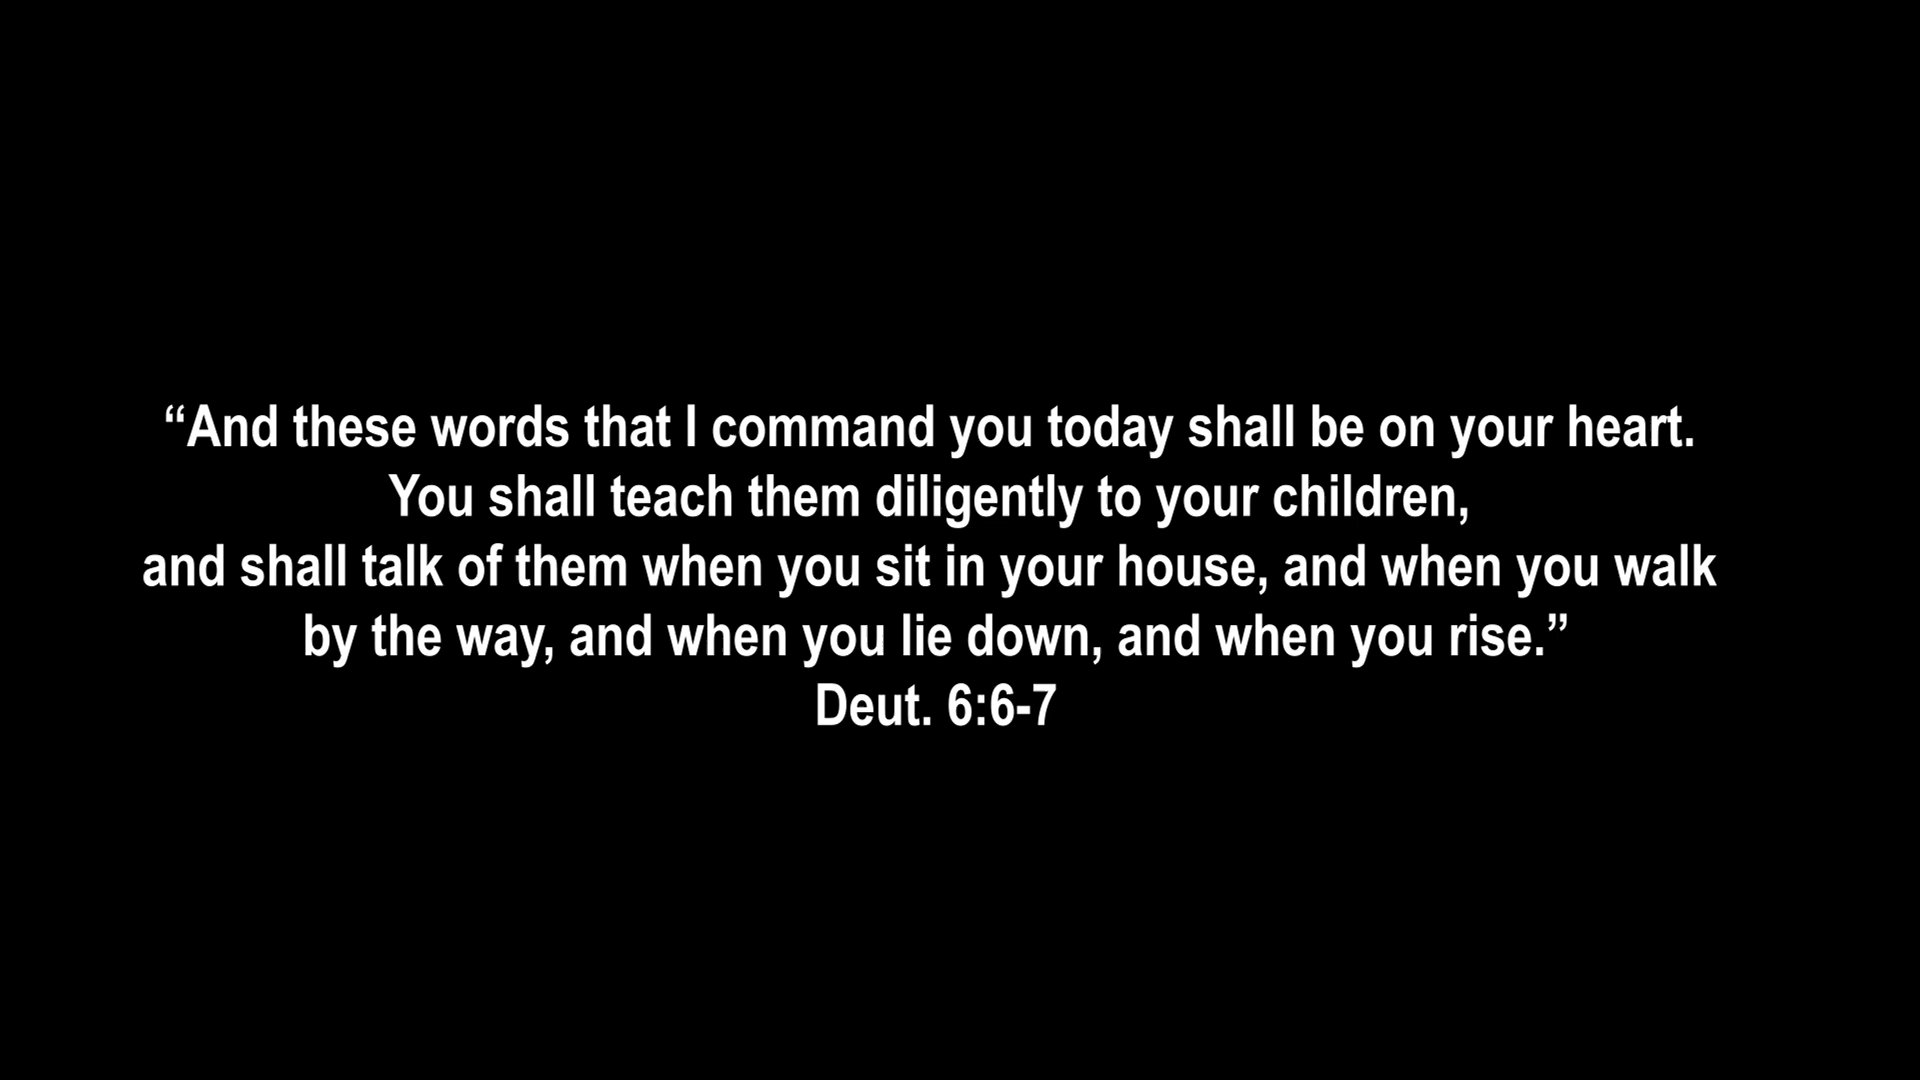 “And these words that I command you today shall be on your heart.
You shall teach them diligently to your children,
and shall talk of them when you sit in your house, and when you walk
by the way, and when you lie down, and when you rise.”
Deut. 6:6-7